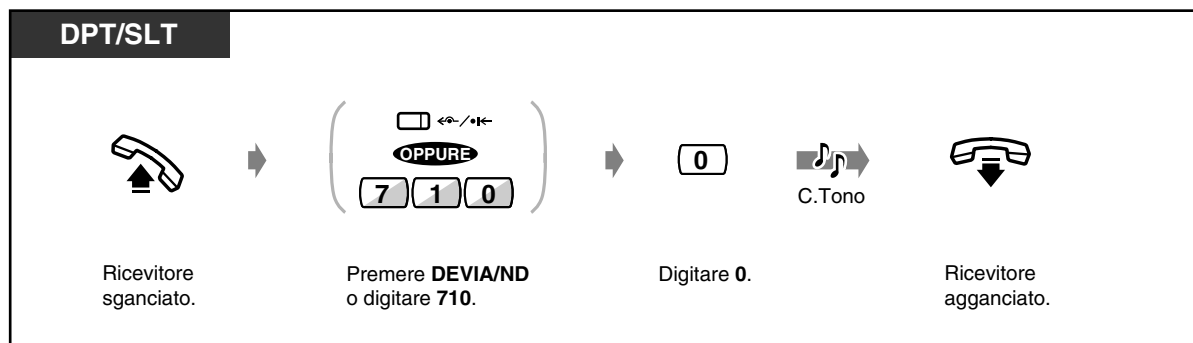 DPT/SLT
OPPURE
7 1 0
0
C.Tono
Ricevitore
sganciato.
Premere DEVIA/ND
o digitare 710.
Digitare 0.
Ricevitore
agganciato.